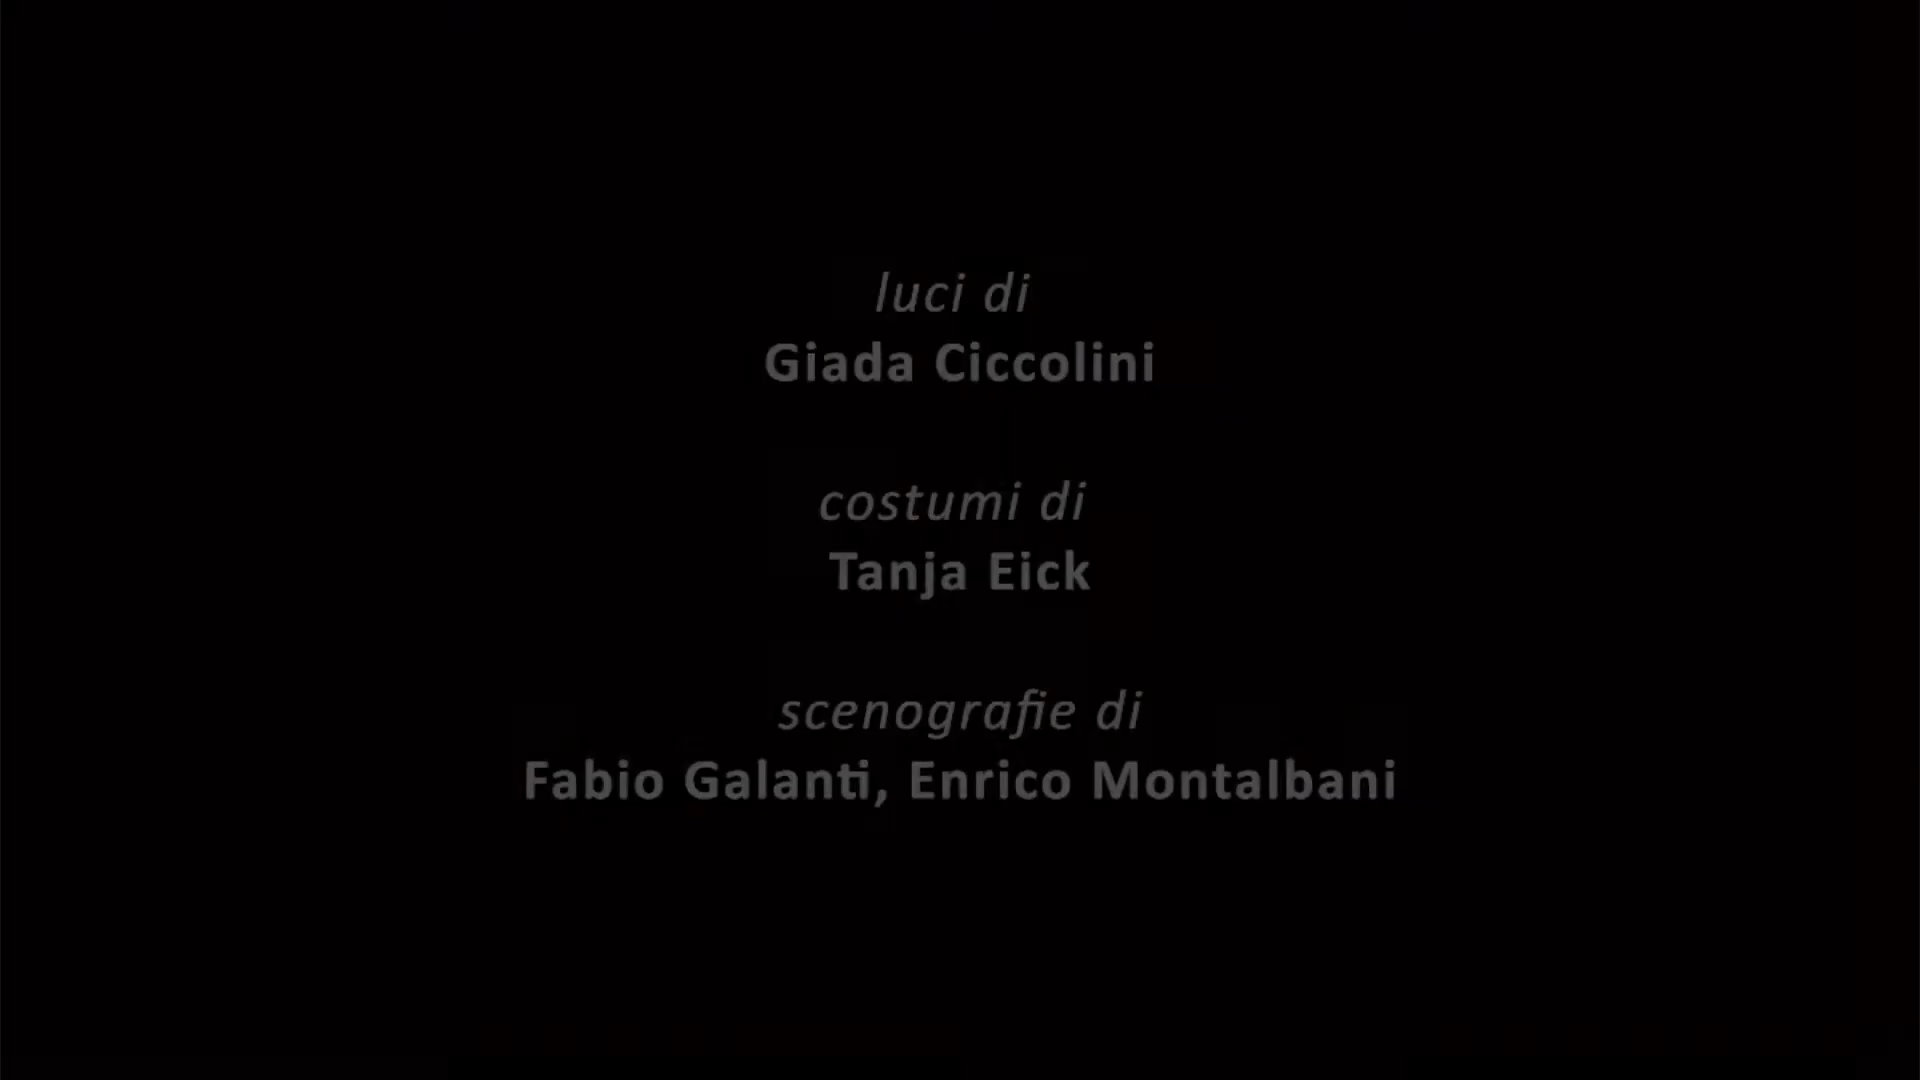 luci di
Giada Ciccolini
costumi di
Tanja Eick
scenografie di
Fabio Galanti, Enrico Montalbani